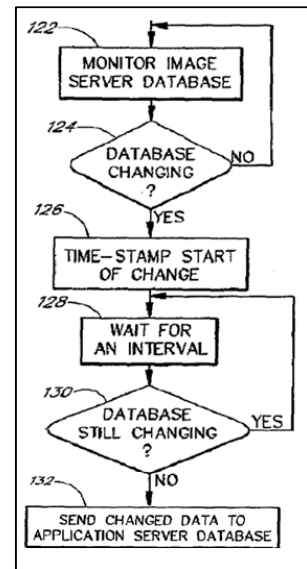 122
MONITOR IMAGE
SERVER DATABASE
124
DATABASE
CHANGING
?
NO
YES
126
TIME-STAMP START
OF CHANGE
128
WAIT FOR
AN INTERVAL
130
DATABASE
STILL CHANGING
?
YES
NO
132
SEND CHANGED DATA TO
APPLICATION SERVER DATABASE